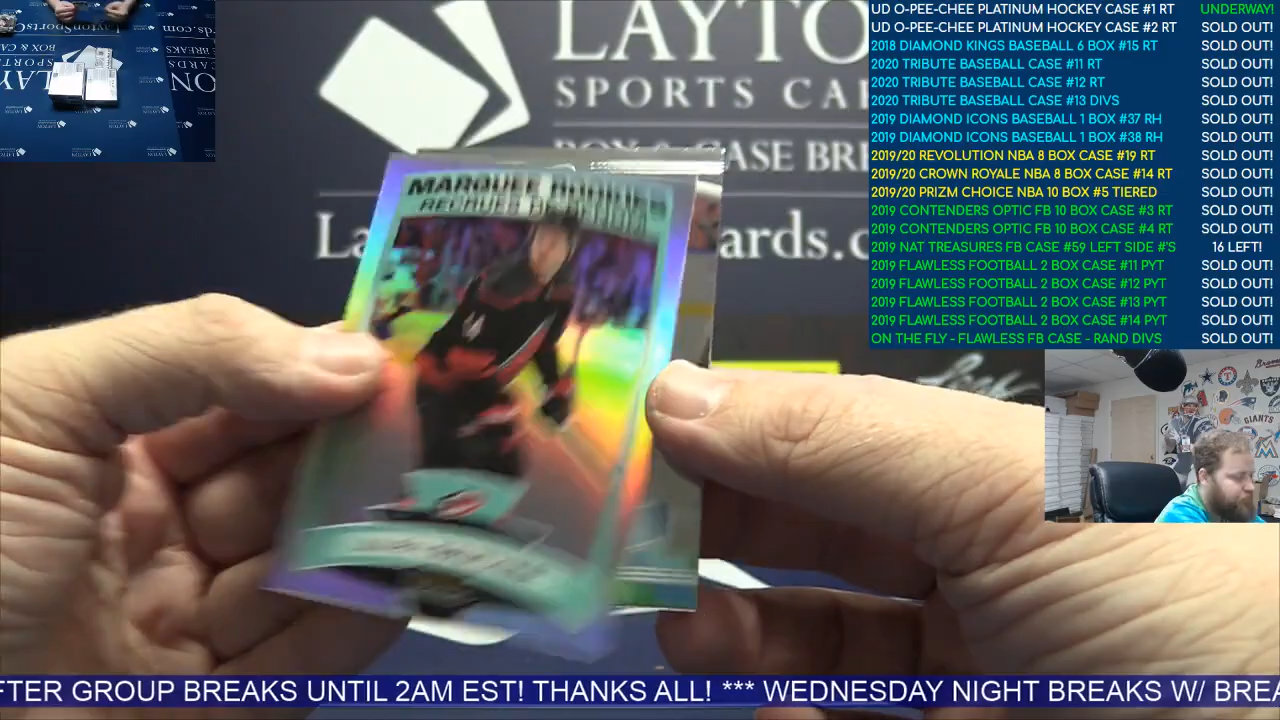 UD O-PEE-CHEE PLATINUM HOCKEY CASE #1 RT UNDERWAY!
UD O-PEE-CHEE PLATINUM HOCKEY CASE #2 RT SOLD OUT!
2018 DIAMOND KINGS BASEBALL 6 BOX #15 RT SOLD OUT!
2020 TRIBUTE BASEBALL CASE #11 RT SOLD OUT!
2020 TRIBUTE BASEBALL CASE #12 RT SOLD OUT!
2020 TRIBUTE BASEBALL CASE #13 DIVS SOLD OUT!
2019 DIAMOND ICONS BASEBALL 1 BOX #37 RH SOLD OUT!
2019 DIAMOND ICONS BASEBALL 1 BOX #38 RH SOLD OUT!
2019/20 REVOLUTION NBA 8 BOX CASE #19 RT SOLD OUT!
2019/20 CROWN ROYALE NBA 8 BOX CASE #14 RT SOLD OUT!
2019/20 PRIZM CHOICE NBA 10 BOX #5 TIERED SOLD OUT!
2019 CONTENDERS OPTIC FB 10 BOX CASE #3 RT SOLD OUT!
2019 CONTENDERS OPTIC FB 10 BOX CASE #4 RT SOLD OUT!
2019 NAT TREASURES FB CASE #59 LEFT SIDE #'S 16 LEFT!
2019 FLAWLESS FOOTBALL 2 BOX CASE #11 PYT SOLD OUT!
2019 FLAWLESS FOOTBALL 2 BOX CASE #12 PYT SOLD OUT!
2019 FLAWLESS FOOTBALL 2 BOX CASE #13 PYT SOLD OUT!
2019 FLAWLESS FOOTBALL 2 BOX CASE #14 PYT SOLD OUT!
ON THE FLY - FLAWLESS FB CASE - RAND DIVS SOLD OUT!
LAYTO
SPORTS CA
BOX & CASE BRE
La ards.c
MARQUEE ROOKIES
Leaf
GIANTS
FTER GROUP BREAKS UNTIL 2AM EST! THANKS ALL! *** WEDNESDAY NIGHT BREAKS W/ BREA